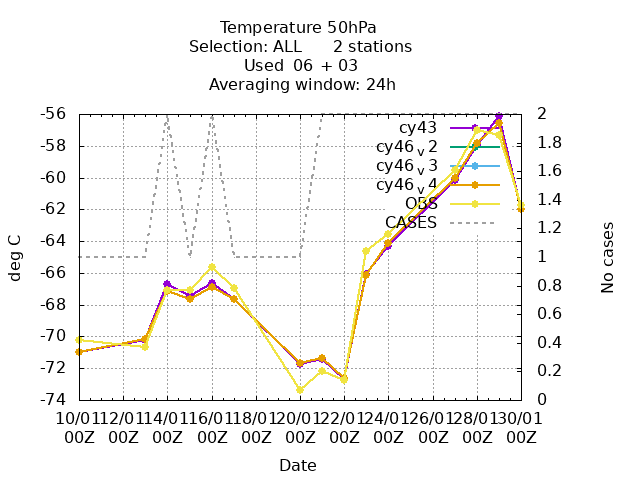 Temperature 50hPa
Selection: ALL 2 stations
Used 06 + 03
Averaging window: 24h
-56
-58
-60
-62
-64
-66
-68
-70
-72
-74
2
1.8
1.6
1.4
1.2
1
0.8
0.6
0.4
0.2
0
cy43
cy46v2
cy46v3
cy46v4
OBS
CASES
deg C
No cases
10/01 12/01 14/01 16/01 18/01 20/01 22/01 24/01 26/01 28/01 30/01
00Z 00Z 00Z 00Z 00Z 00Z 00Z 00Z 00Z 00Z 00Z
Date